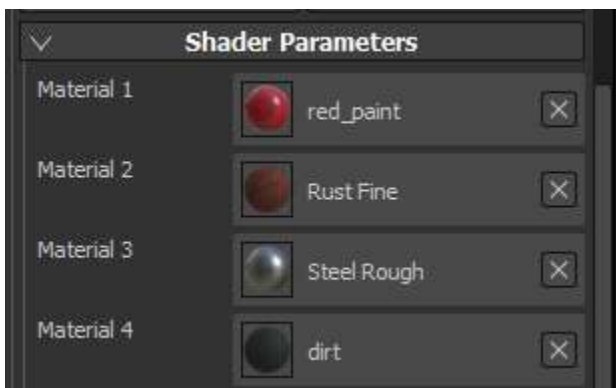 Shader Parameters
Material 1
red_paint
Material 2
Rust Fine
Material 3
Steel Rough
Material 4
dirt